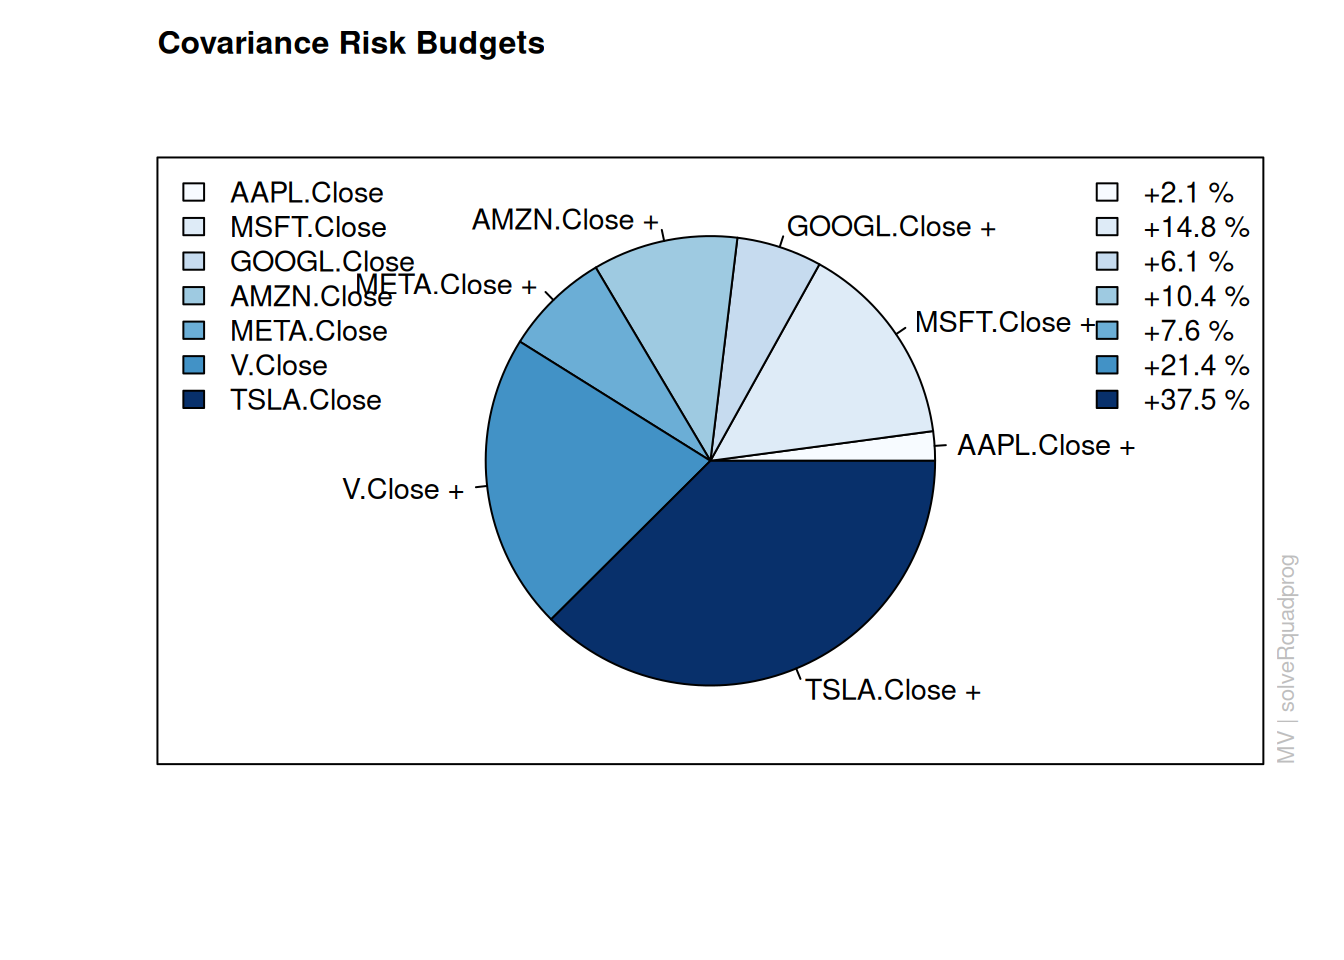 Covariance Risk Budgets
AAPL.Close
MSFT.Close
GOOGL.Close
AMZN.Close
META.Close
V.Close
TSLA.Close
AMZN.Close +
GOOGL.Close +
META.Close +
MSFT.Close +
AAPL.Close +
V.Close +
TSLA.Close +
+2.1 %
+14.8 %
+6.1 %
+10.4 %
+7.6 %
+21.4 %
+37.5 %
MV | solveRquadprog